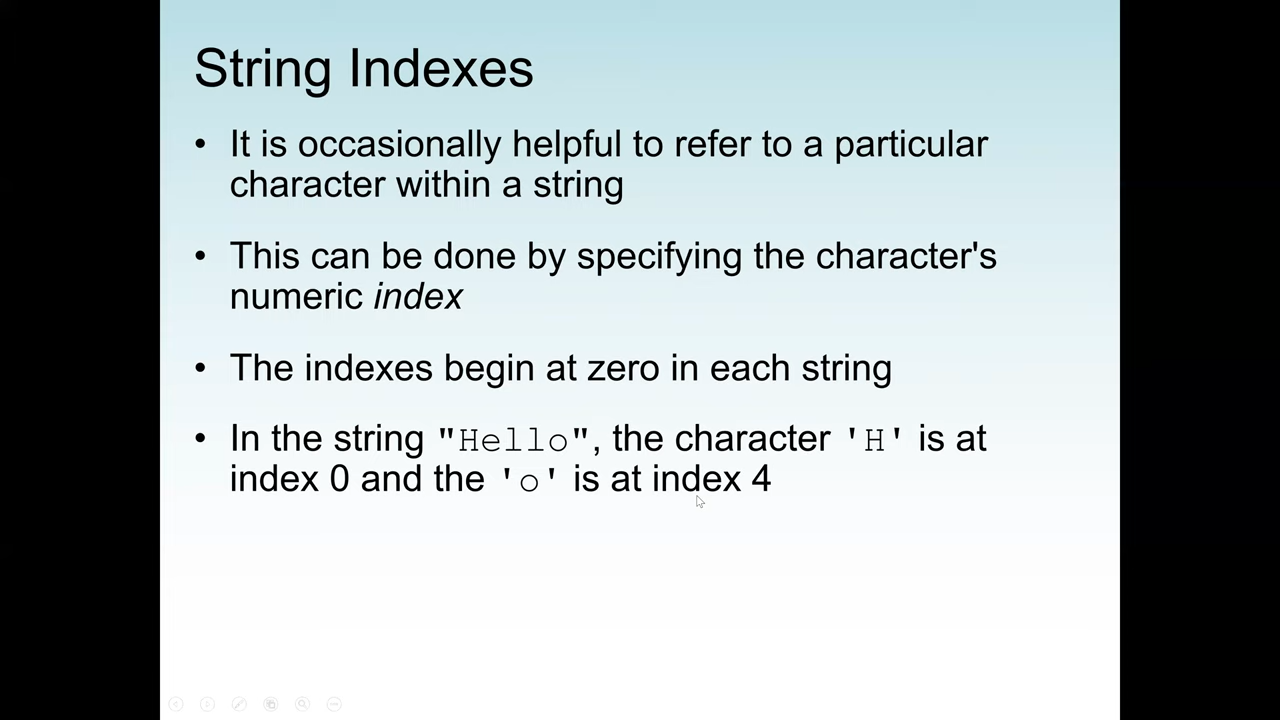 String Indexes
• It is occasionally helpful to refer to a particular
character within a string
• This can be done by specifying the character's
numeric index
• The indexes begin at zero in each string
• In the string "Hello", the character 'H' is at
index 0 and the 'o' is at index 4